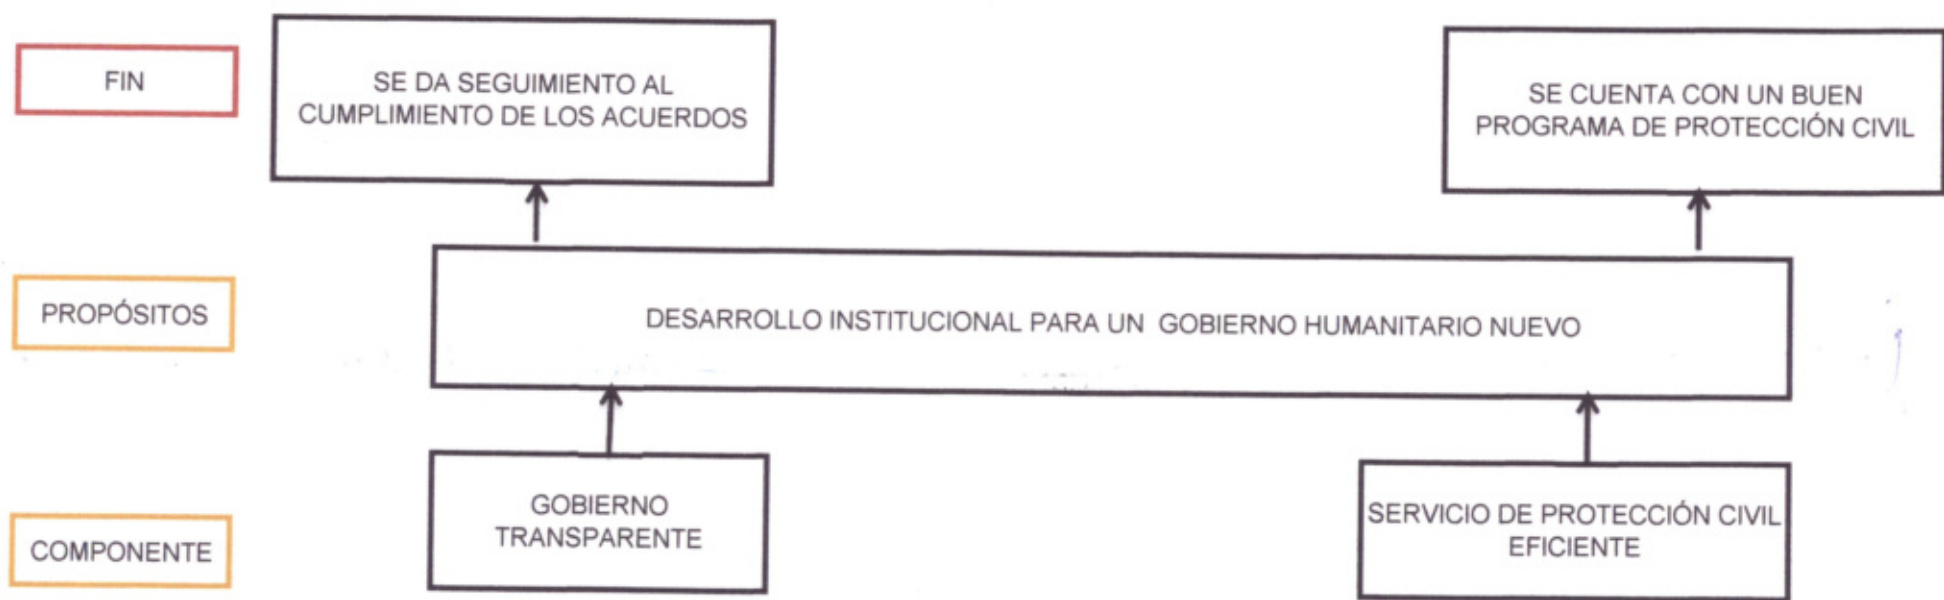 FIN
SE DA SEGUIMIENTO AL
CUMPLIMIENTO DE LOS ACUERDOS
SE CUENTA CON UN BUEN
PROGRAMA DE PROTECCIÓN CIVIL
PROPÓSITOS
DESARROLLO INSTITUCIONAL PARA UN GOBIERNO HUMANITARIO NUEVO
COMPONENTE
GOBIERNO
TRANSPARENTE
SERVICIO DE PROTECCIÓN CIVIL
EFICIENTE